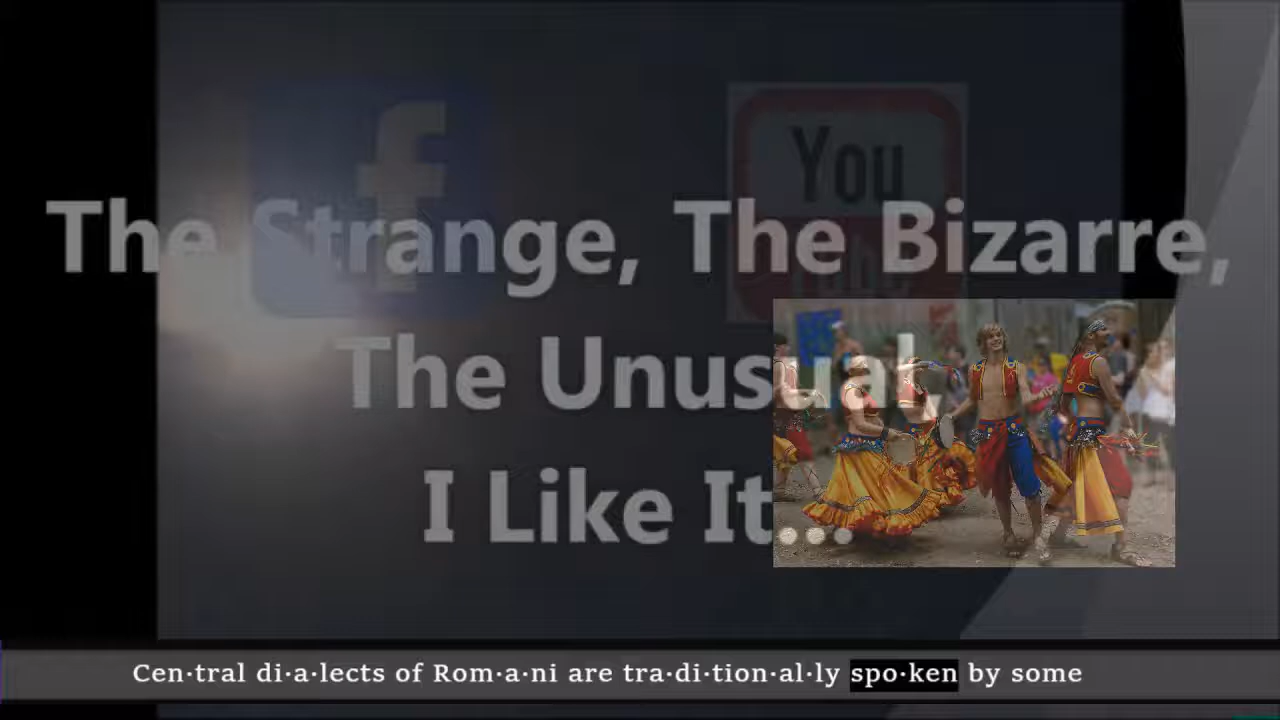 f
You
Tube
The Strange, The Bizarre,
The Unusual,
I Like It...
Cen·tral di·a·lects of Rom·a·ni are tra·di·tion·al·ly spo·ken by some